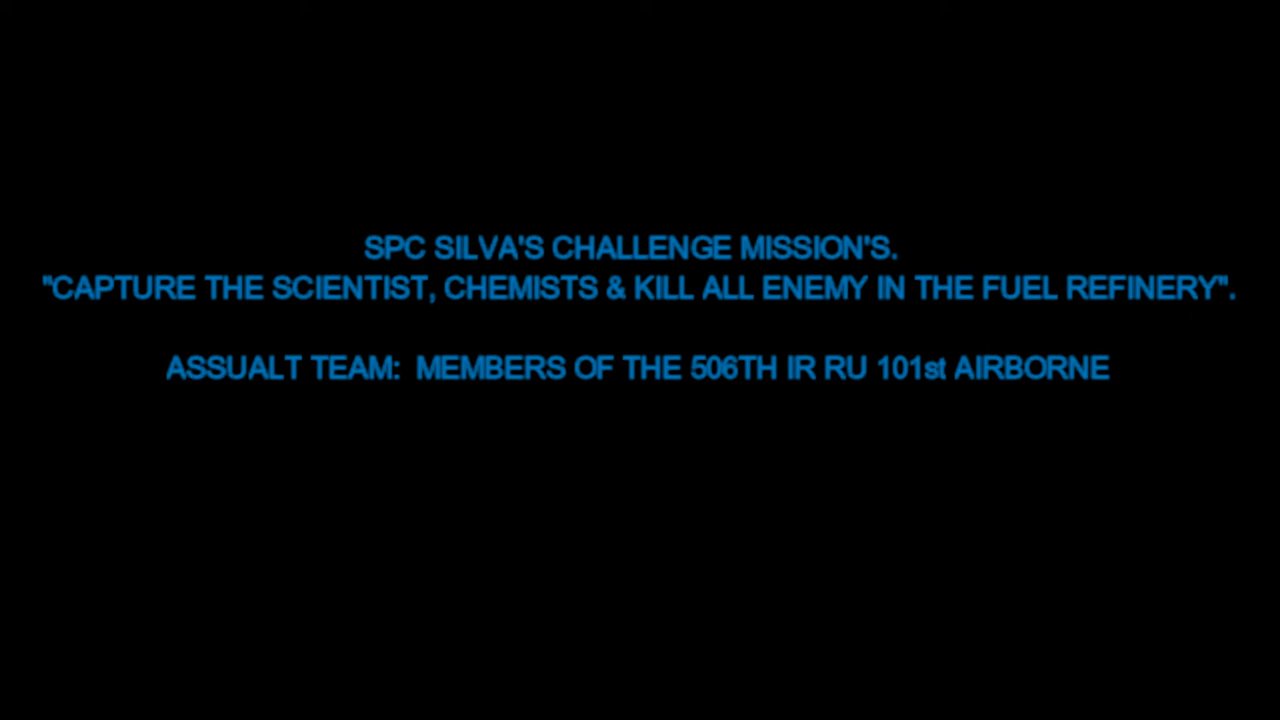 SPC SILVA'S CHALLENGE MISSION'S.
"CAPTURE THE SCIENTIST, CHEMISTS & KILL ALL ENEMY IN THE FUEL REFINERY".
ASSUALT TEAM:  MEMBERS OF THE 506TH IR RU 101st AIRBORNE